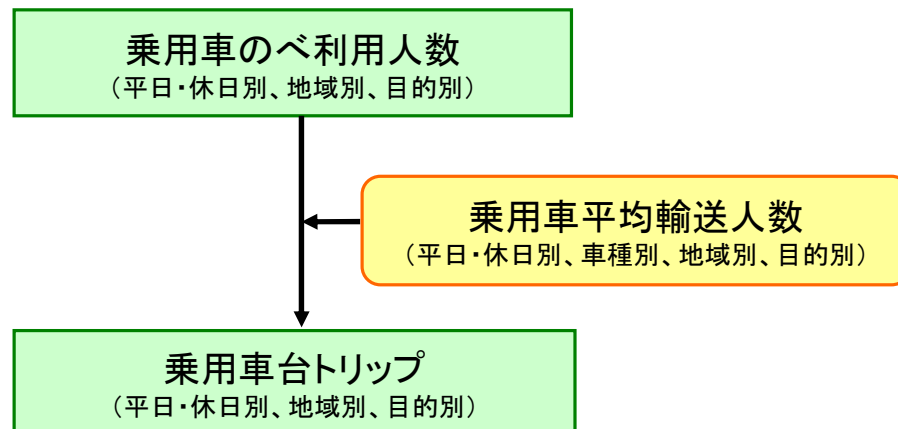 乗用車のべ利用人数
（平日・休日別、地域別、目的別）
乗用車平均輸送人数
（平日・休日別、車種別、地域別、目的別）
乗用車台トリップ
（平日・休日別、地域別、目的別）